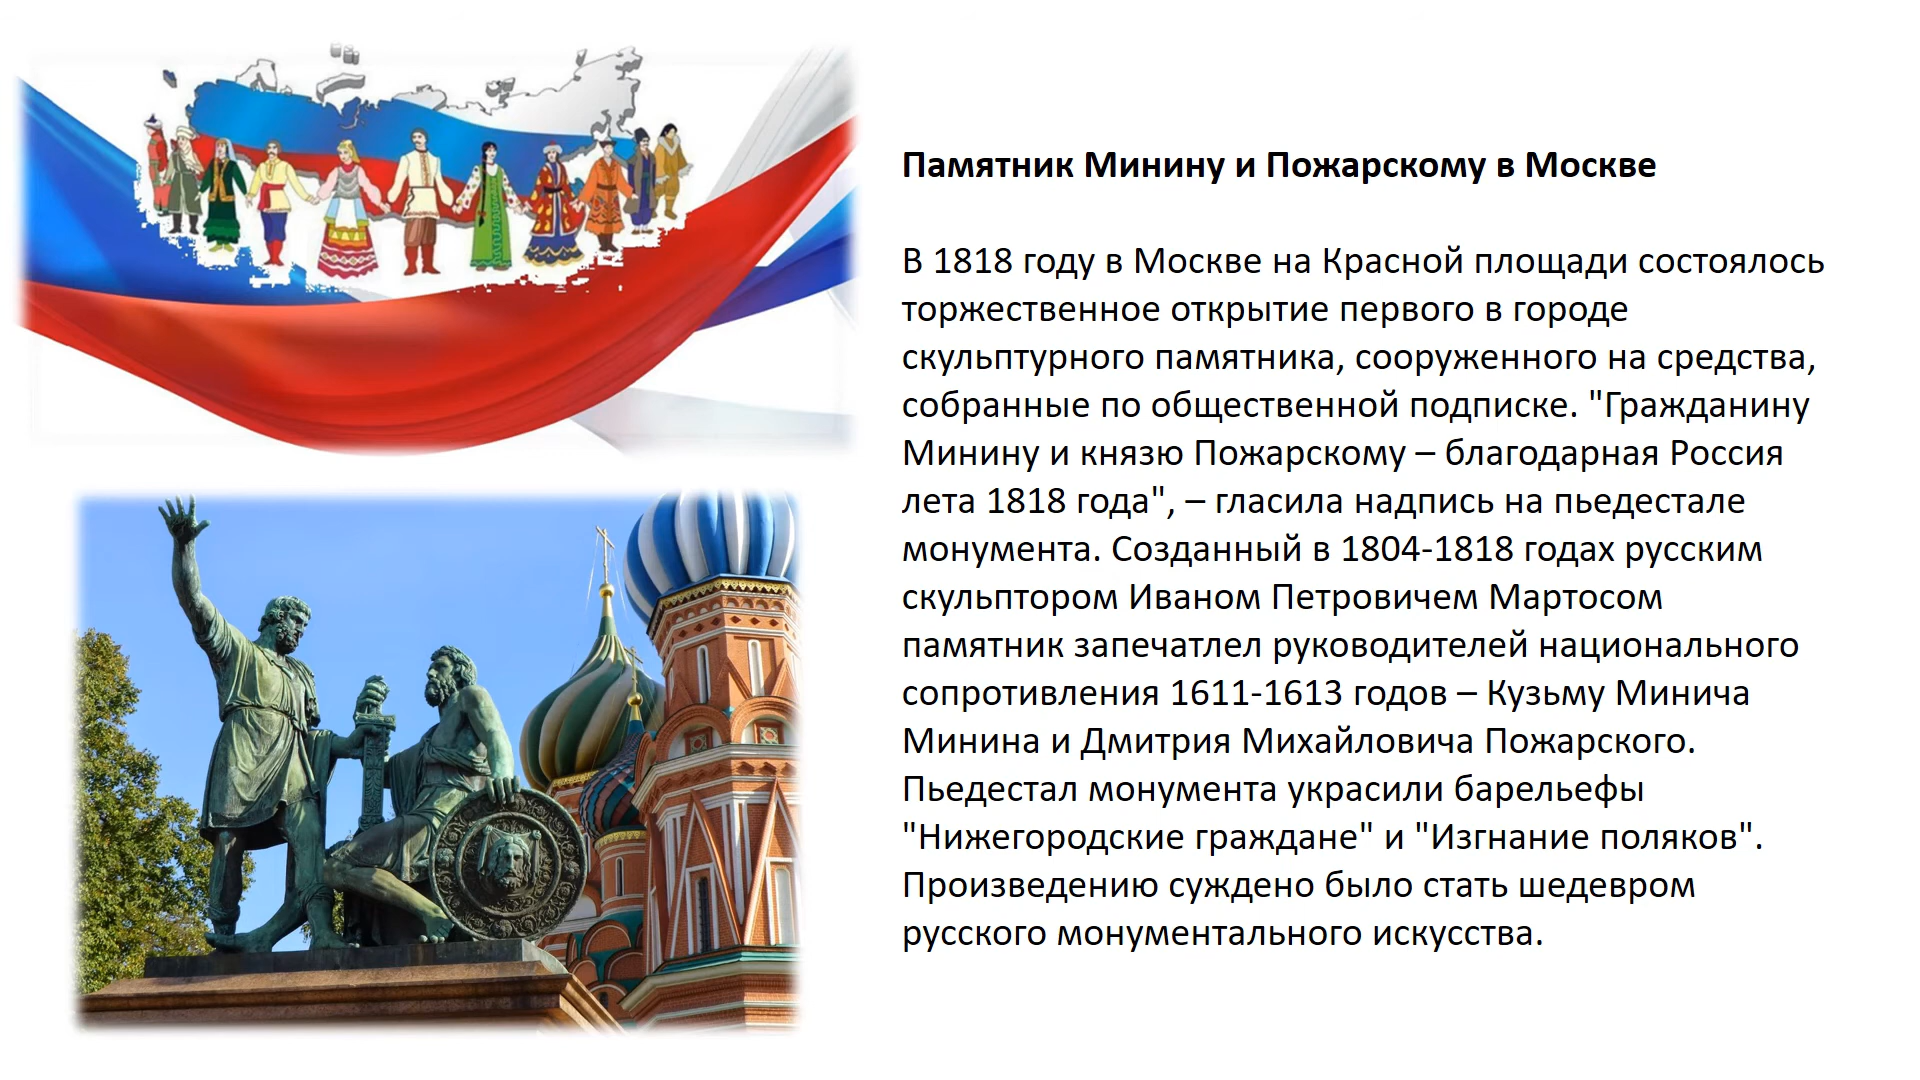 Памятник Минину и Пожарскому в Москве
В 1818 году в Москве на Красной площади состоялось
торжественное открытие первого в городе
скульптурного памятника, сооруженного на средства,
собранные по общественной подписке. "Гражданину
Минину и князю Пожарскому – благодарная Россия
лета 1818 года", – гласила надпись на пьедестале
монумента. Созданный в 1804-1818 годах русским
скульптором Иваном Петровичем Мартосом
памятник запечатлел руководителей национального
сопротивления 1611-1613 годов – Кузьму Минича
Минина и Дмитрия Михайловича Пожарского.
Пьедестал монумента украсили барельефы
"Нижегородские граждане" и "Изгнание поляков".
Произведению суждено было стать шедевром
русского монументального искусства.